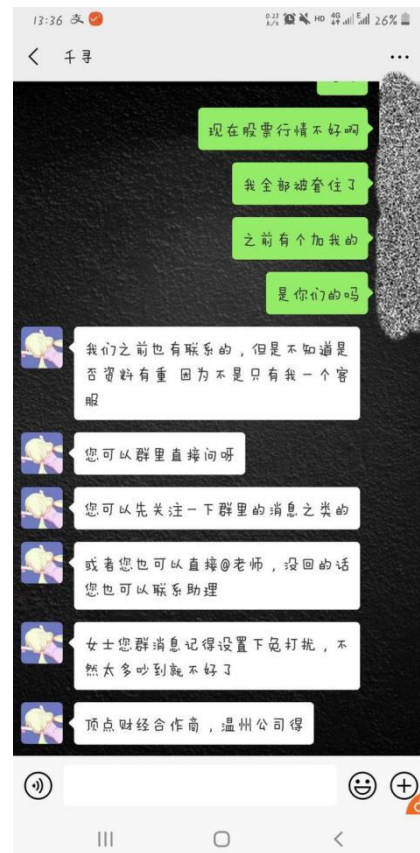 13:36 支
0.23 K/s HD 4G 26%
千寻
现在股票行情不好啊
我全部被套住了
之前有个加我的
是你们的吗
我们之前也有联系的，但是不知道是
否资料有重 因为不是只有我一个客
服
您可以群里直接问呀
您可以先关注一下群里的消息之类的
或者您也可以直接@老师，没回的话
您也可以联系助理
女士您群消息记得设置下免打扰，不
然太多吵到就不好了
顶点财经合作商，温州公司得